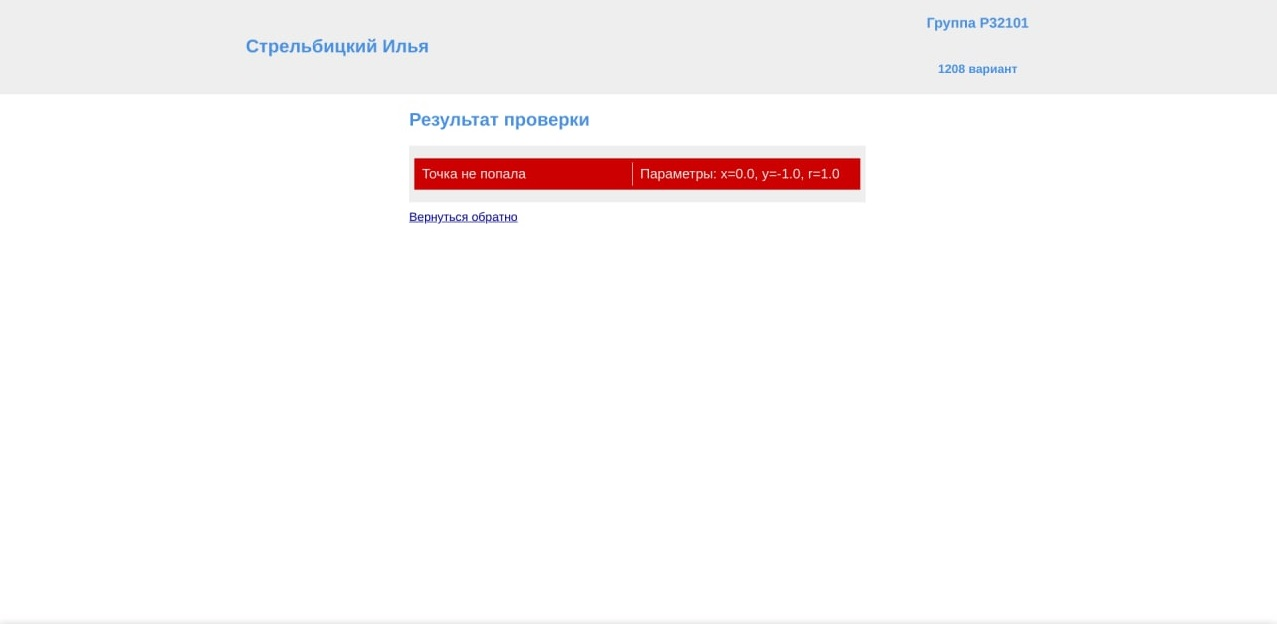 Стрельбицкий Илья
Группа P32101
1208 вариант
Результат проверки
Точка не попала
Параметры: x=0.0, y=-1.0, r=1.0
Вернуться обратно